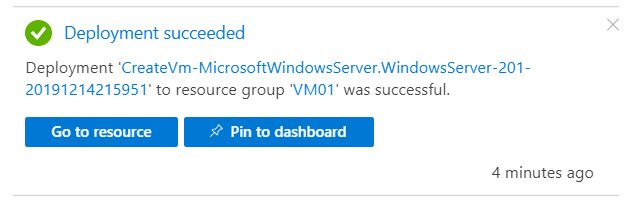 Deployment succeeded
Deployment 'CreateVm-MicrosoftWindowsServer.WindowsServer-201-
20191214215951' to resource group 'VM01' was successful.
Go to resource Pin to dashboard
4 minutes ago